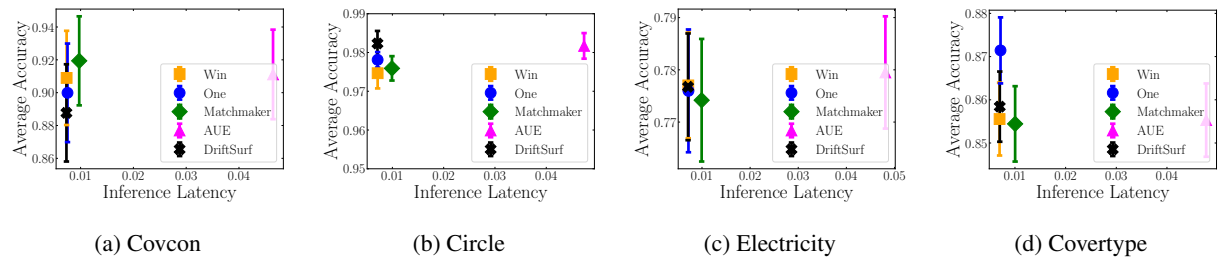 Average Accuracy
0.94
0.92
0.90
0.88
0.86
0.01
0.02
0.03
0.04
Inference Latency
Win
One
Matchmaker
AUE
DriftSurf
(a) Covcon
Average Accuracy
0.99
0.98
0.97
0.96
0.95
0.01
0.02
0.03
0.04
Inference Latency
Win
One
Matchmaker
AUE
DriftSurf
(b) Circle
Average Accuracy
0.79
0.78
0.77
0.01
0.02
0.03
0.04
0.05
Inference Latency
Win
One
Matchmaker
AUE
DriftSurf
(c) Electricity
Average Accuracy
0.88
0.87
0.86
0.85
0.01
0.02
0.03
0.04
Inference Latency
Win
One
Matchmaker
AUE
DriftSurf
(d) Covertype